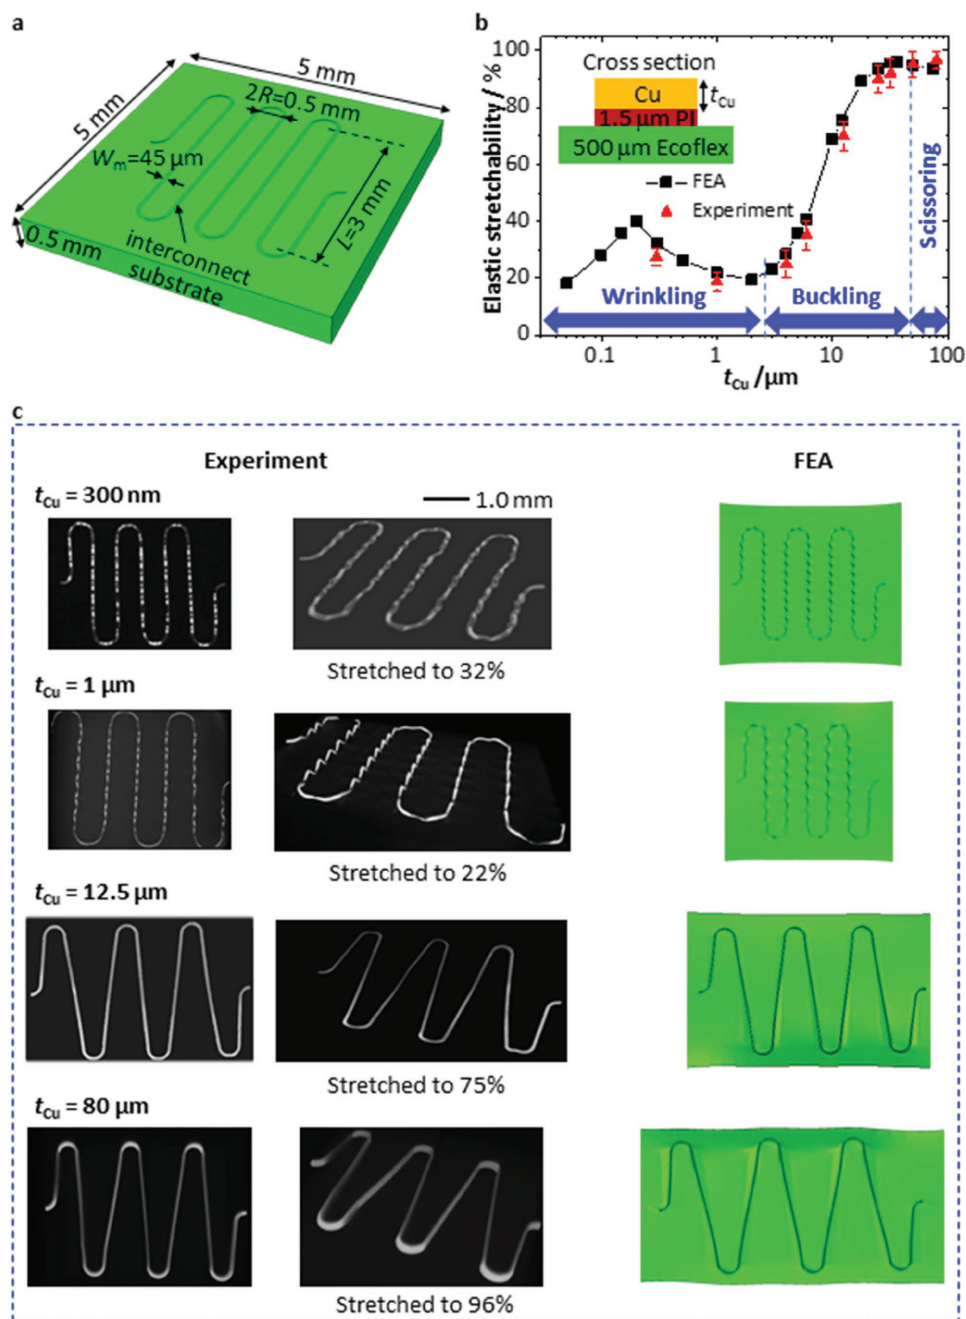 a
5 mm
5 mm
2R=0.5 mm
Wm=45 µm
L=3 mm
0.5 mm
interconnect
substrate
b
Elastic stretchability / %
100
80
60
40
20
0
Cross section
Cu
tCu
1.5 µm PI
500 µm Ecoflex
FEA
Experiment
Wrinkling
Buckling
Scissoring
0.1
1
10
100
tCu /µm
c
Experiment
FEA
tCu = 300 nm
1.0 mm
Stretched to 32%
tCu = 1 µm
Stretched to 22%
tCu = 12.5 µm
Stretched to 75%
tCu = 80 µm
Stretched to 96%